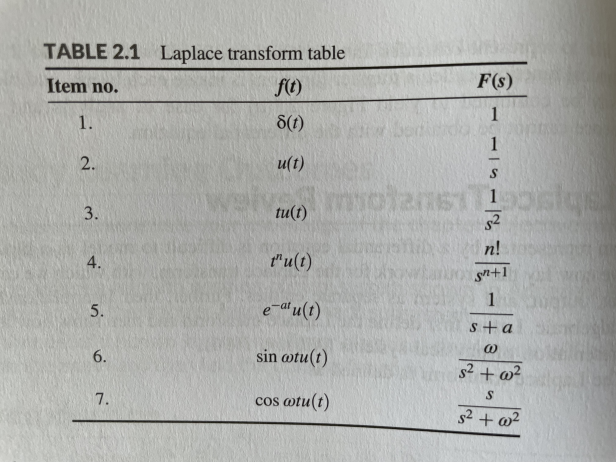 TABLE 2.1 Laplace transform table
Item no. f(t) F(s)
1. δ(t) 1
2. u(t) 1/s
3. tu(t) 1/s²
4. tⁿu(t) n!/sⁿ⁺¹
5. e⁻ᵃᵗu(t) 1/(s + a)
6. sin ωtu(t) ω/(s² + ω²)
7. cos ωtu(t) s/(s² + ω²)